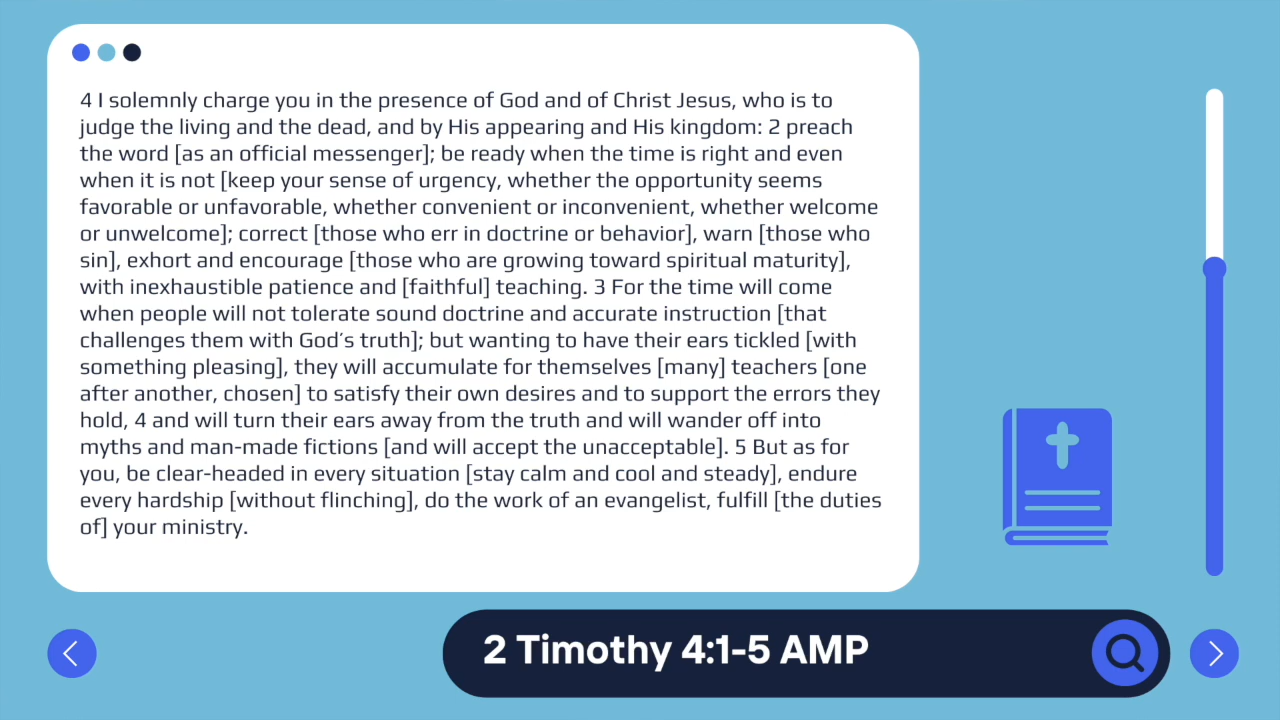 4 I solemnly charge you in the presence of God and of Christ Jesus, who is to
judge the living and the dead, and by His appearing and His kingdom: 2 preach
the word [as an official messenger]; be ready when the time is right and even
when it is not [keep your sense of urgency, whether the opportunity seems
favorable or unfavorable, whether convenient or inconvenient, whether welcome
or unwelcome]; correct [those who err in doctrine or behavior], warn [those who
sin], exhort and encourage [those who are growing toward spiritual maturity],
with inexhaustible patience and [faithful] teaching. 3 For the time will come
when people will not tolerate sound doctrine and accurate instruction [that
challenges them with God’s truth]; but wanting to have their ears tickled [with
something pleasing], they will accumulate for themselves [many] teachers [one
after another, chosen] to satisfy their own desires and to support the errors they
hold, 4 and will turn their ears away from the truth and will wander off into
myths and man-made fictions [and will accept the unacceptable]. 5 But as for
you, be clear-headed in every situation [stay calm and cool and steady], endure
every hardship [without flinching], do the work of an evangelist, fulfill [the duties
of] your ministry.
2 Timothy 4:1-5 AMP